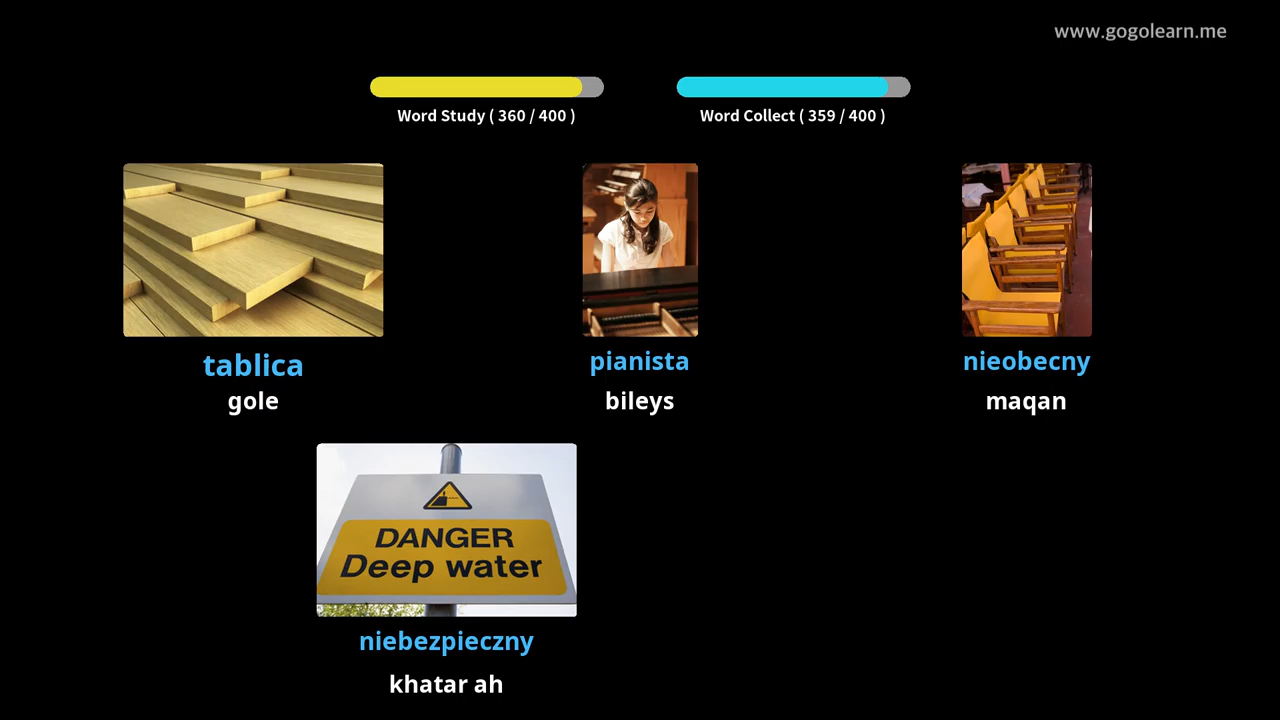 www.gogolearn.me
Word Study ( 360 / 400 )
Word Collect ( 359 / 400 )
tablica
gole
pianista
bileys
nieobecny
maqan
DANGER
Deep water
niebezpieczny
khatar ah